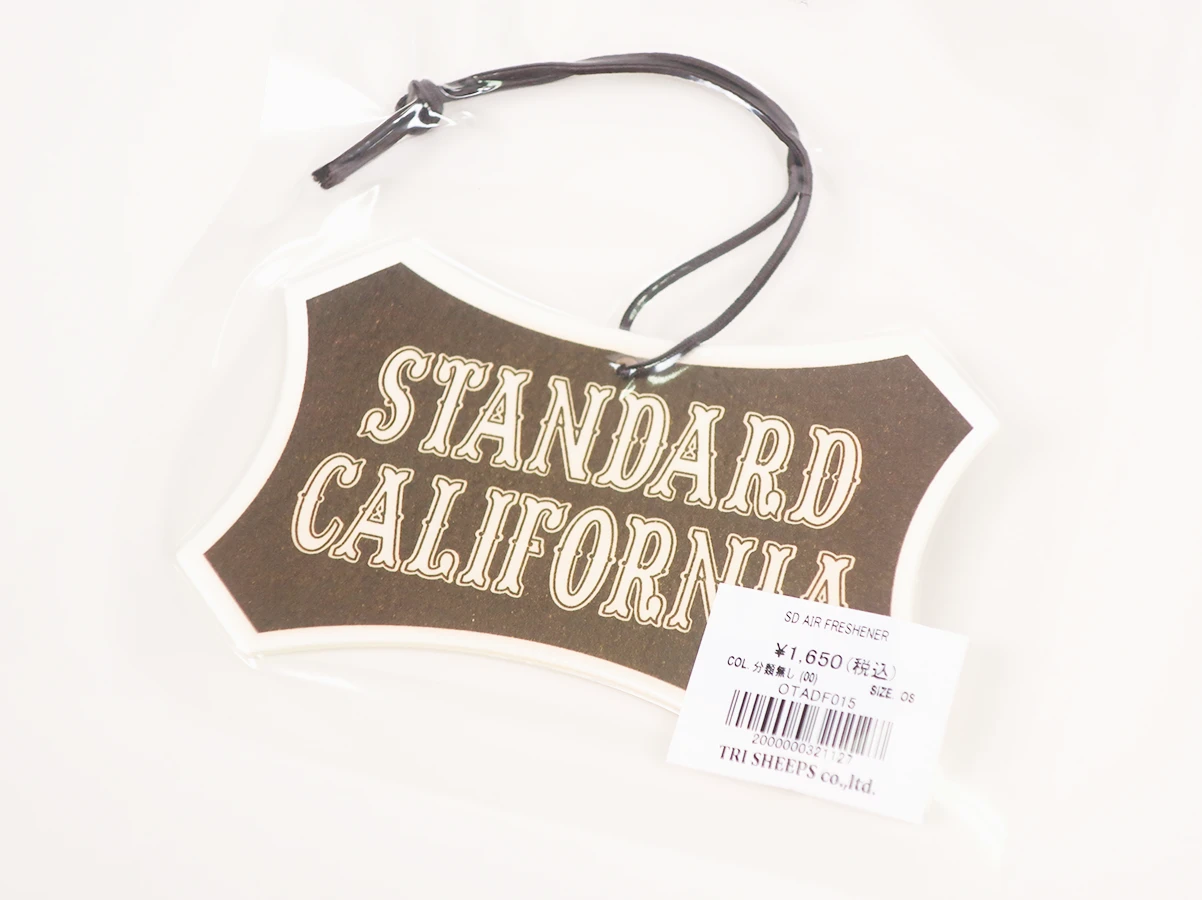 STANDARD
CALIFORNIA
SD AIR FRESHENER
¥1,650(税込)
COL.分類無し (00) SIZE. OS
OTADF015
2000000321127
TRI SHEEPS co.,ltd.